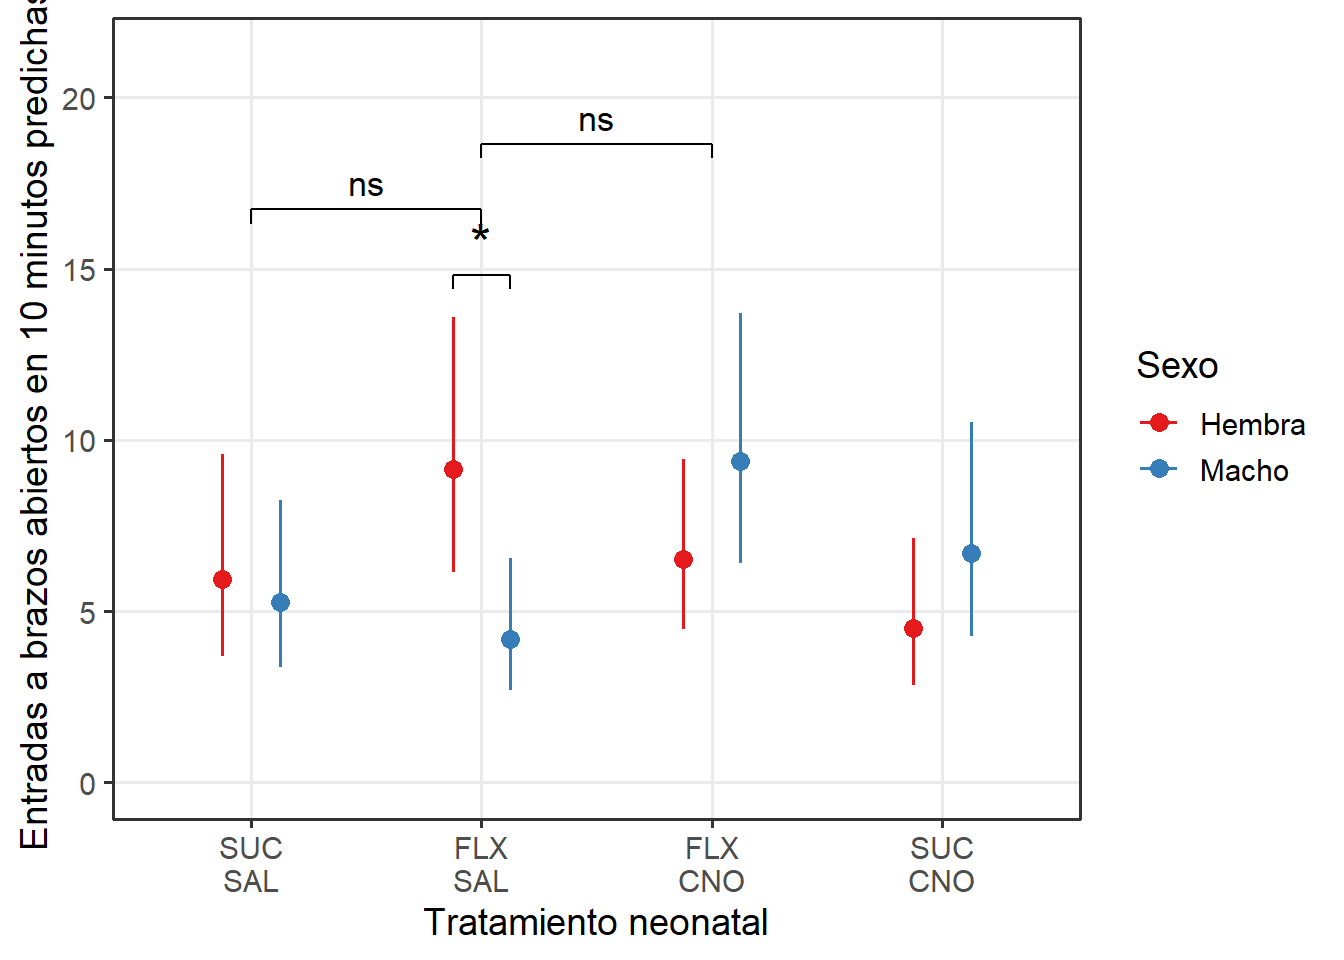 Entradas a brazos abiertos en 10 minutos predichas
20
15
10
5
0
ns
ns
*
SUC
SAL
FLX
SAL
FLX
CNO
SUC
CNO
Tratamiento neonatal
Sexo
Hembra
Macho